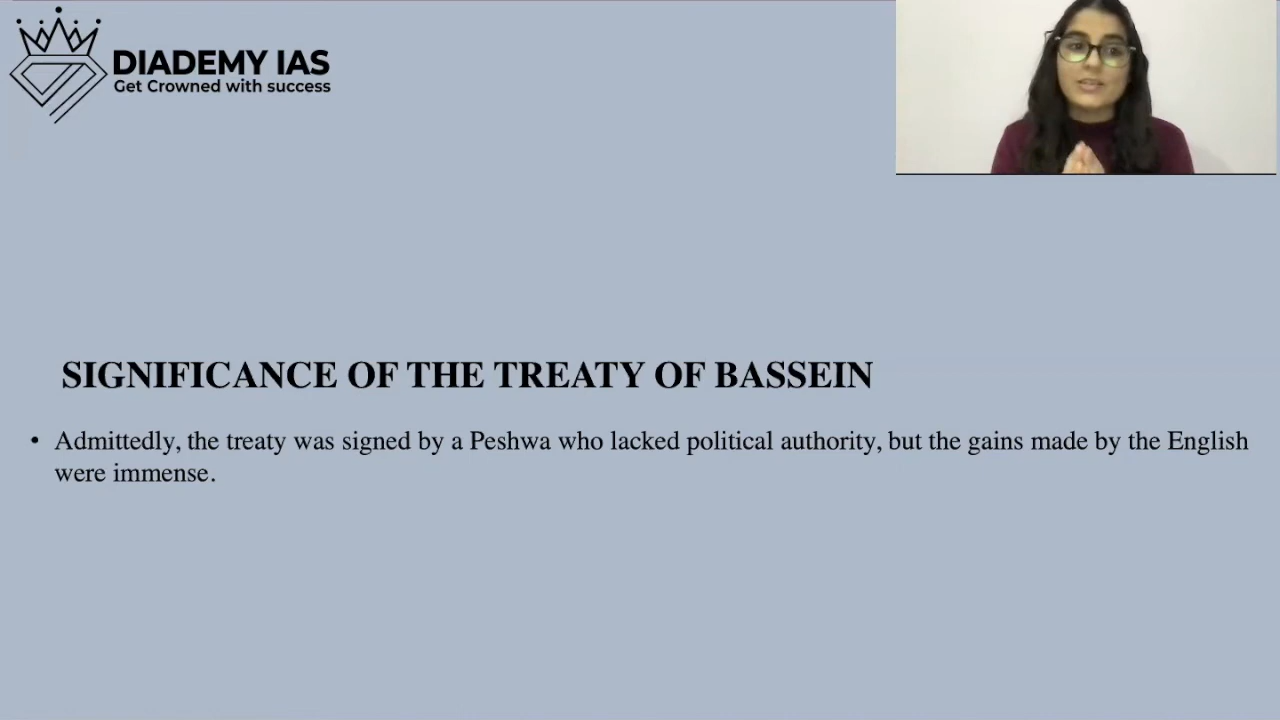 DIADEMY IAS
Get Crowned with success
SIGNIFICANCE OF THE TREATY OF BASSEIN
• Admittedly, the treaty was signed by a Peshwa who lacked political authority, but the gains made by the English
were immense.